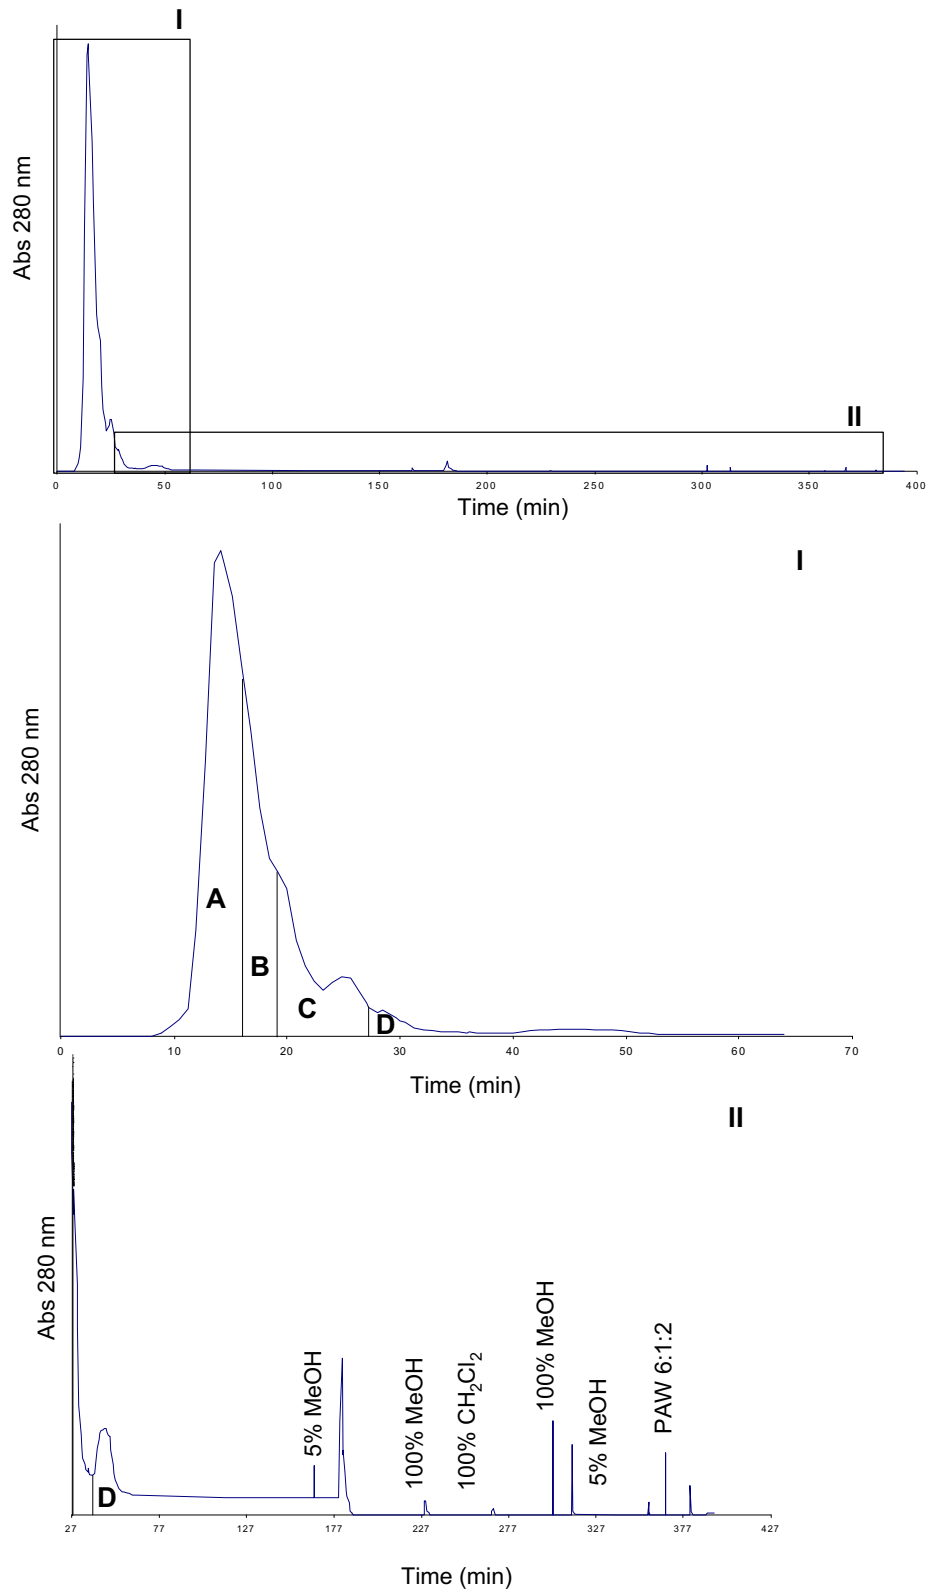 I
Abs 280 nm
II
0 50 100 150 200 250 300 350 400
Time (min)
I
Abs 280 nm
A
B
C
D
0 10 20 30 40 50 60 70
Time (min)
II
Abs 280 nm
5% MeOH
100% MeOH
100% CH₂Cl₂
100% MeOH
5% MeOH
PAW 6:1:2
D
27 77 127 177 227 277 327 377 427
Time (min)